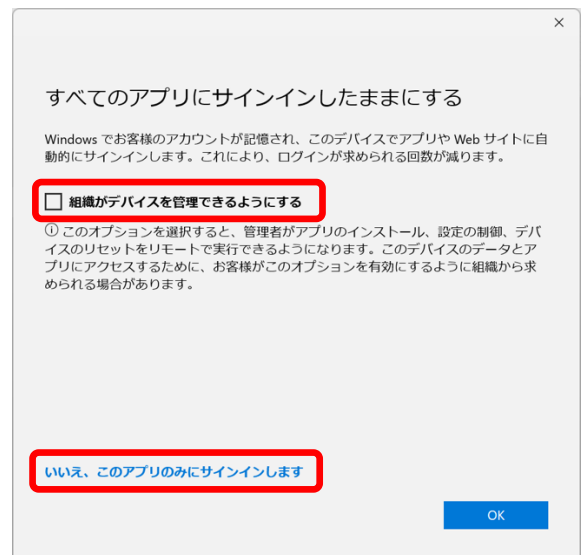 すべてのアプリにサインインしたままにする
Windows でお客様のアカウントが記憶され、このデバイスでアプリや Web サイトに自
動的にサインインします。これにより、ログインが求められる回数が減ります。
組織がデバイスを管理できるようにする
ⓘ このオプションを選択すると、管理者がアプリのインストール、設定の制御、デバ
イスのリセットをリモートで実行できるようになります。このデバイスのデータとア
プリにアクセスするために、お客様がこのオプションを有効にするように組織から求
められる場合があります。
いいえ、このアプリのみにサインインします
OK